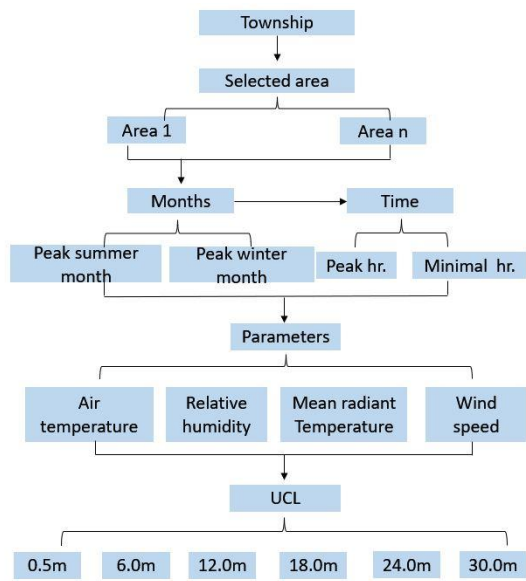 Township
Selected area
Area 1
Area n
Months
Time
Peak summer
month
Peak winter
month
Peak hr.
Minimal hr.
Parameters
Air
temperature
Relative
humidity
Mean radiant
Temperature
Wind
speed
UCL
0.5m
6.0m
12.0m
18.0m
24.0m
30.0m